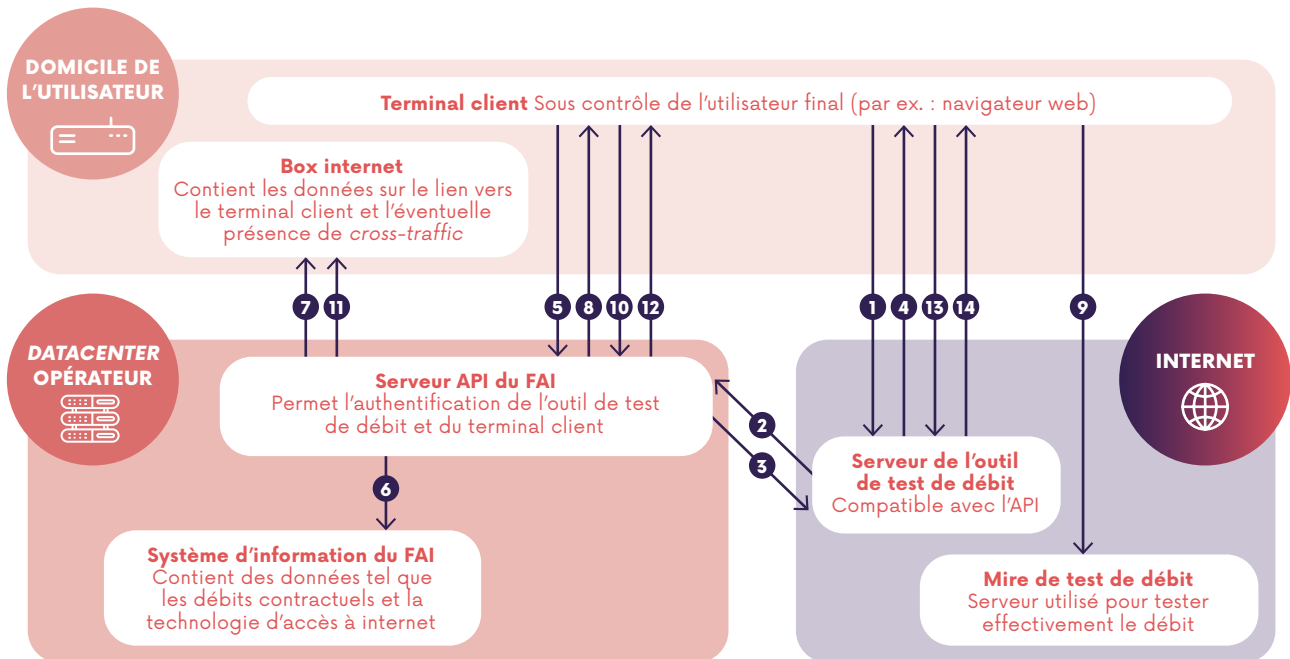 DOMICILE DE
L’UTILISATEUR
Terminal client Sous contrôle de l’utilisateur final (par ex. : navigateur web)
Box internet
Contient les données sur le lien vers
le terminal client et l’éventuelle
présence de cross-traffic
7 11 5 8 10 12 1 4 13 14 9
DATACENTER
OPÉRATEUR
Serveur API du FAI
Permet l’authentification de l’outil de test
de débit et du terminal client
INTERNET
2
3
Serveur de l’outil
de test de débit
Compatible avec l’API
6
Système d’information du FAI
Contient des données tel que
les débits contractuels et la
technologie d’accès à internet
Mire de test de débit
Serveur utilisé pour tester
effectivement le débit